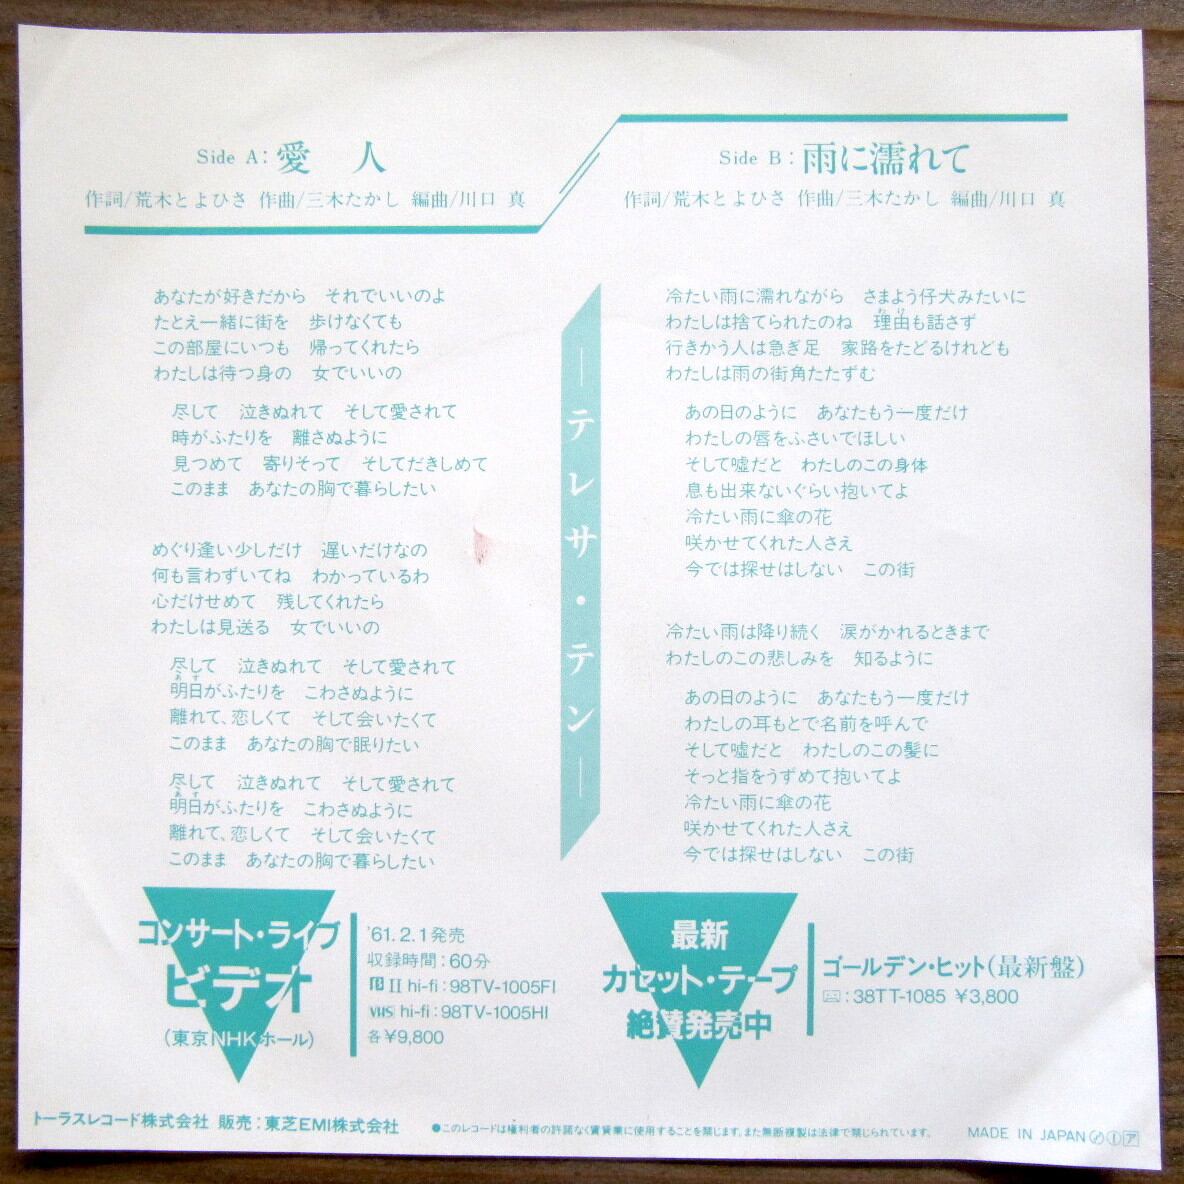 Side A：愛　人
作詞/荒木とよひさ 作曲/三木たかし 編曲/川口 真
あなたが好きだから　それでいいのよ
たとえ一緒に街を　歩けなくても
この部屋にいつも　帰ってくれたら
わたしは待つ身の　女でいいの
尽して　泣きぬれて　そして愛されて
時がふたりを　離さぬように
見つめて　寄りそって　そしてだきしめて
このまま　あなたの胸で暮らしたい
めぐり逢い少しだけ　遅いだけなの
何も言わずいてね　わかっているわ
心だけせめて　残してくれたら
わたしは見送る　女でいいの
尽して　泣きぬれて　そして愛されて
あす
明日がふたりを　こわさぬように
離れて、恋しくて　そして会いたくて
このまま　あなたの胸で眠りたい
尽して　泣きぬれて　そして愛されて
あす
明日がふたりを　こわさぬように
離れて、恋しくて　そして会いたくて
このまま　あなたの胸で暮らしたい
―テレサ・テン―
Side B：雨に濡れて
作詞/荒木とよひさ 作曲/三木たかし 編曲/川口 真
冷たい雨に濡れながら　さまよう仔犬みたいに
わけ
わたしは捨てられたのね　理由も話さず
行きかう人は急ぎ足　家路をたどるけれども
わたしは雨の街角たたずむ
あの日のように　あなたもう一度だけ
わたしの唇をふさいでほしい
そして嘘だと　わたしのこの身体
息も出来ないぐらい抱いてよ
冷たい雨に傘の花
咲かせてくれた人さえ
今では探せはしない　この街
冷たい雨は降り続く　涙がかれるときまで
わたしのこの悲しみを　知るように
あの日のように　あなたもう一度だけ
わたしの耳もとで名前を呼んで
そして嘘だと　わたしのこの髪に
そっと指をうずめて抱いてよ
冷たい雨に傘の花
咲かせてくれた人さえ
今では探せはしない　この街
コンサート・ライブ
ビデオ
(東京NHKホール)
'61.2.1発売
収録時間：60分
β II hi-fi：98TV-1005FI
VHS hi-fi：98TV-1005HI
各￥9,800
最新
カセット・テープ
絶賛発売中
ゴールデン・ヒット(最新盤)
：38TT-1085 ￥3,800
トーラスレコード株式会社 販売：東芝EMI株式会社
●このレコードは権利者の許諾なく賃貸業に使用することを禁じます。また無断複製は法律で禁じられています。
MADE IN JAPAN ア